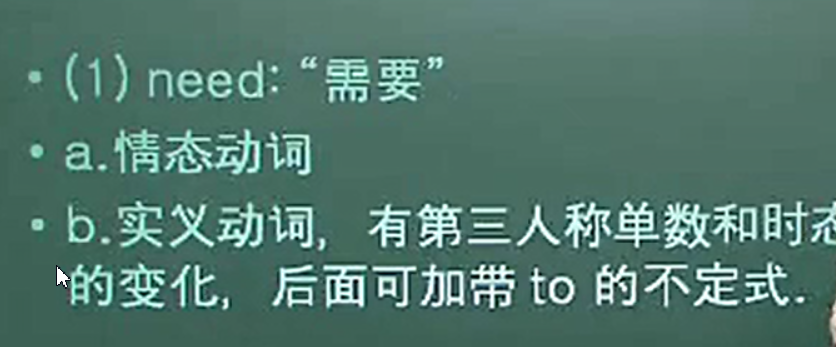 • (1) need: “需要”
• a.情态动词
• b.实义动词, 有第三人称单数和时态
的变化, 后面可加带 to 的不定式.